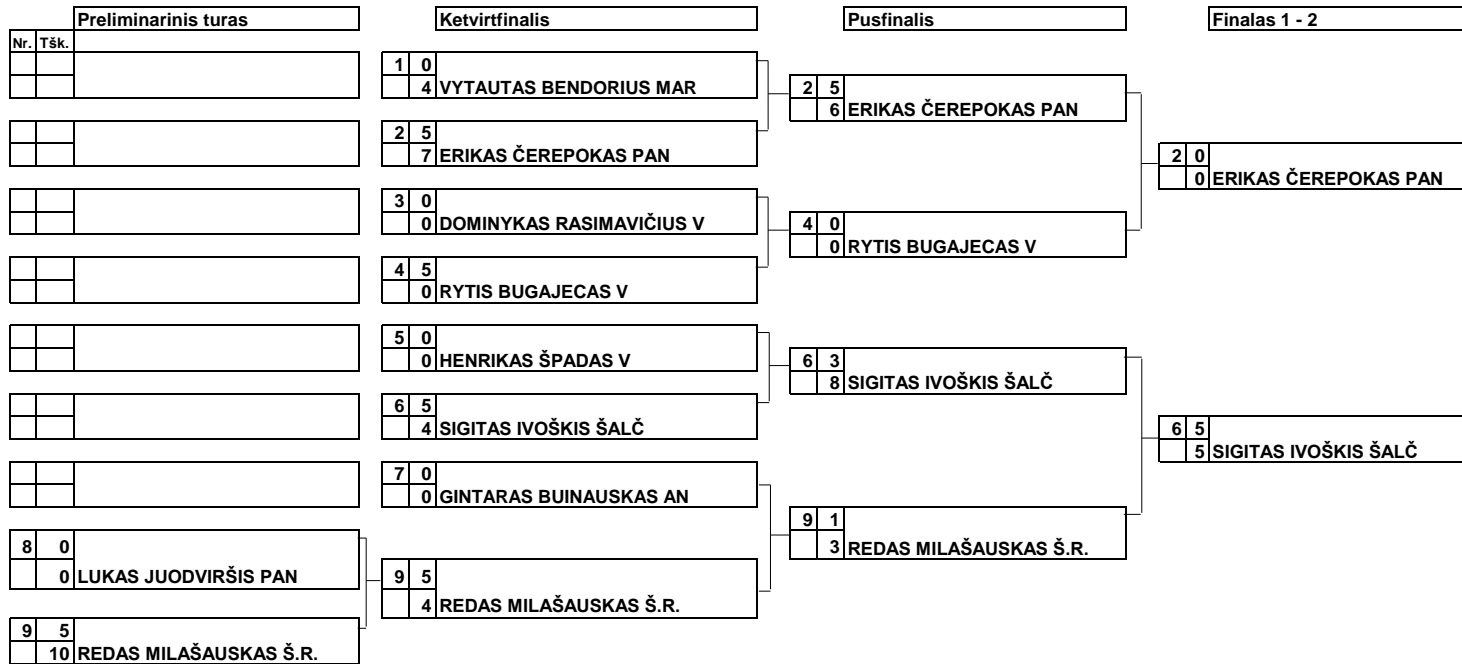 Preliminarinis turas
Ketvirtfinalis
Pusfinalis
Finalas 1 - 2
Nr. Tšk.
1 0
4 VYTAUTAS BENDORIUS MAR
2 5
6 ERIKAS ČEREPOKAS PAN
2 5
7 ERIKAS ČEREPOKAS PAN
2 0
0 ERIKAS ČEREPOKAS PAN
3 0
0 DOMINYKAS RASIMAVIČIUS V
4 0
0 RYTIS BUGAJECAS V
4 5
0 RYTIS BUGAJECAS V
5 0
0 HENRIKAS ŠPADAS V
6 3
8 SIGITAS IVOŠKIS ŠALČ
6 5
4 SIGITAS IVOŠKIS ŠALČ
6 5
5 SIGITAS IVOŠKIS ŠALČ
7 0
0 GINTARAS BUINAUSKAS AN
9 1
3 REDAS MILAŠAUSKAS Š.R.
8 0
0 LUKAS JUODVIRŠIS PAN
9 5
4 REDAS MILAŠAUSKAS Š.R.
9 5
10 REDAS MILAŠAUSKAS Š.R.